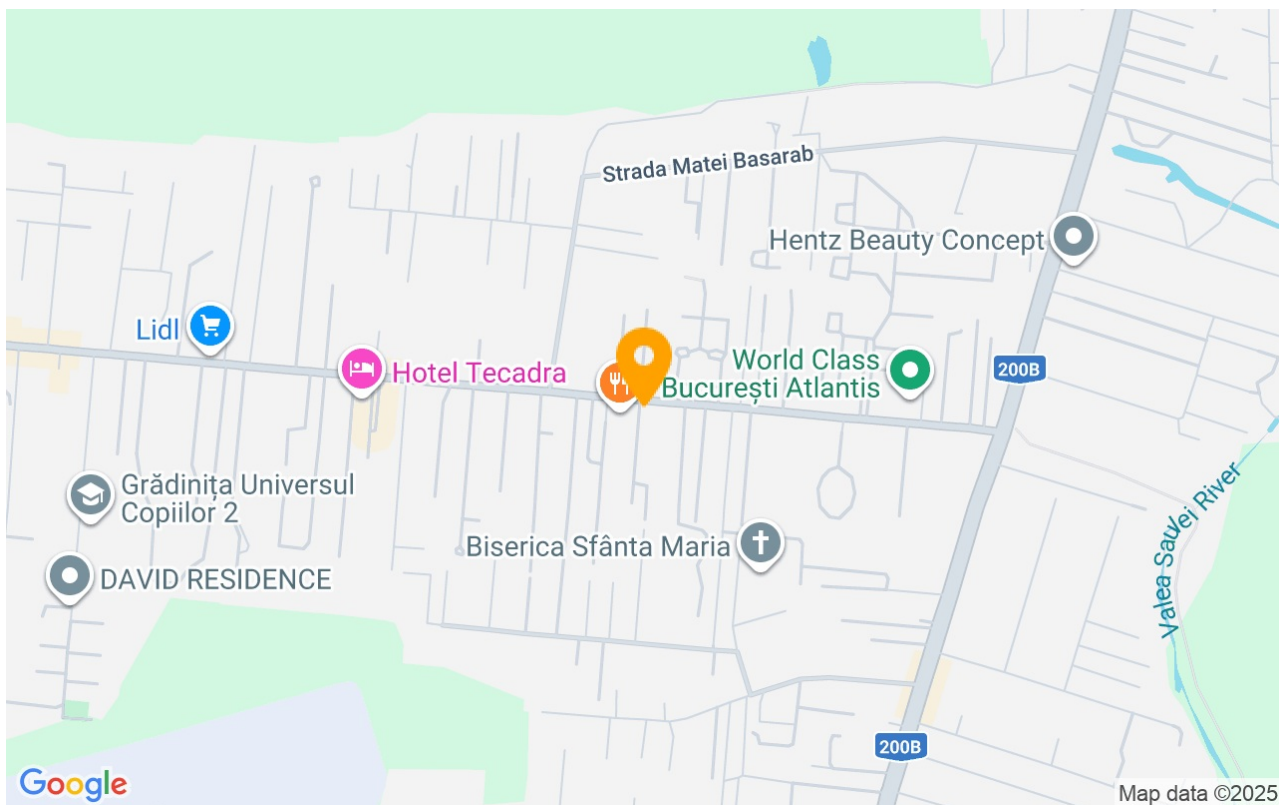 Strada Matei Basarab
Hentz Beauty Concept
Lidl
Hotel Tecadra
World Class
București Atlantis
200B
Grădinița Universul
Copiilor 2
Biserica Sfânta Maria
DAVID RESIDENCE
Valea Saulei River
200B
Google
Map data ©2025